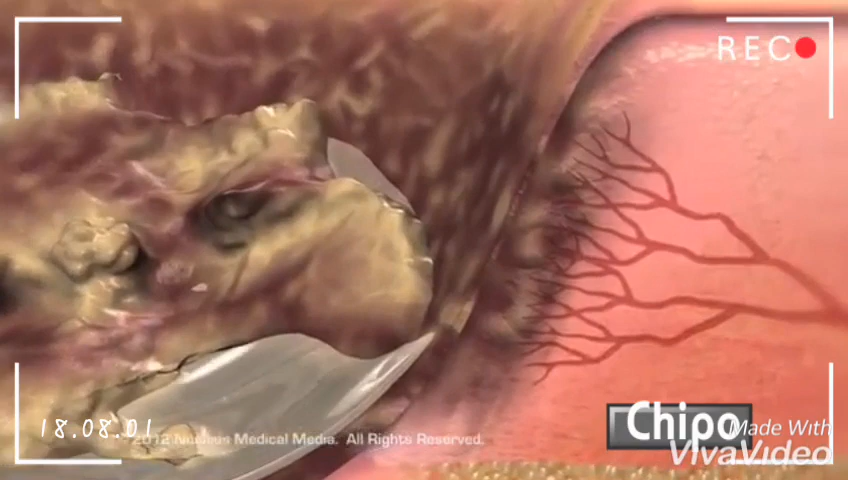 REC
18.08.01
2012 Nucleus Medical Media. All Rights Reserved.
Chipo
Made With
VivaVideo